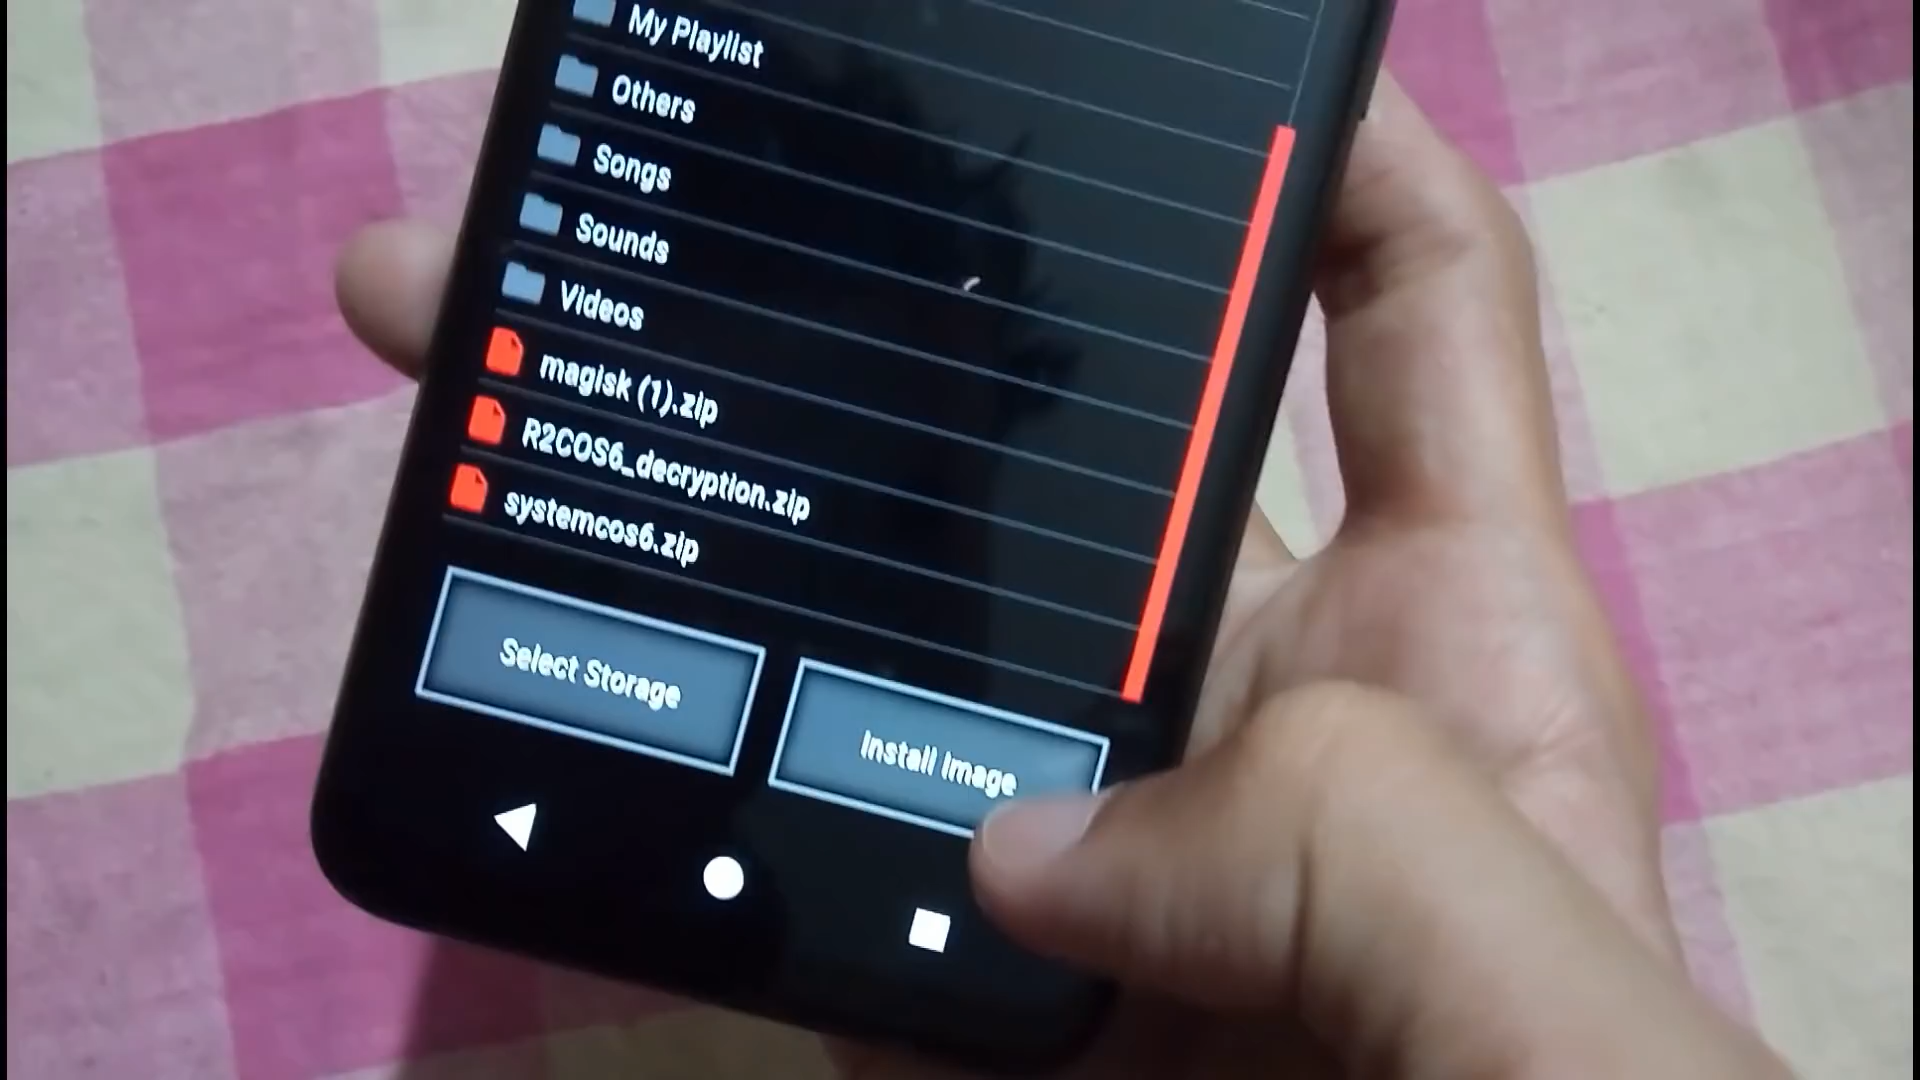 My Playlist
Others
Songs
Sounds
Videos
magisk (1).zip
R2COS6_decryption.zip
systemcos6.zip
Select Storage
Install Image